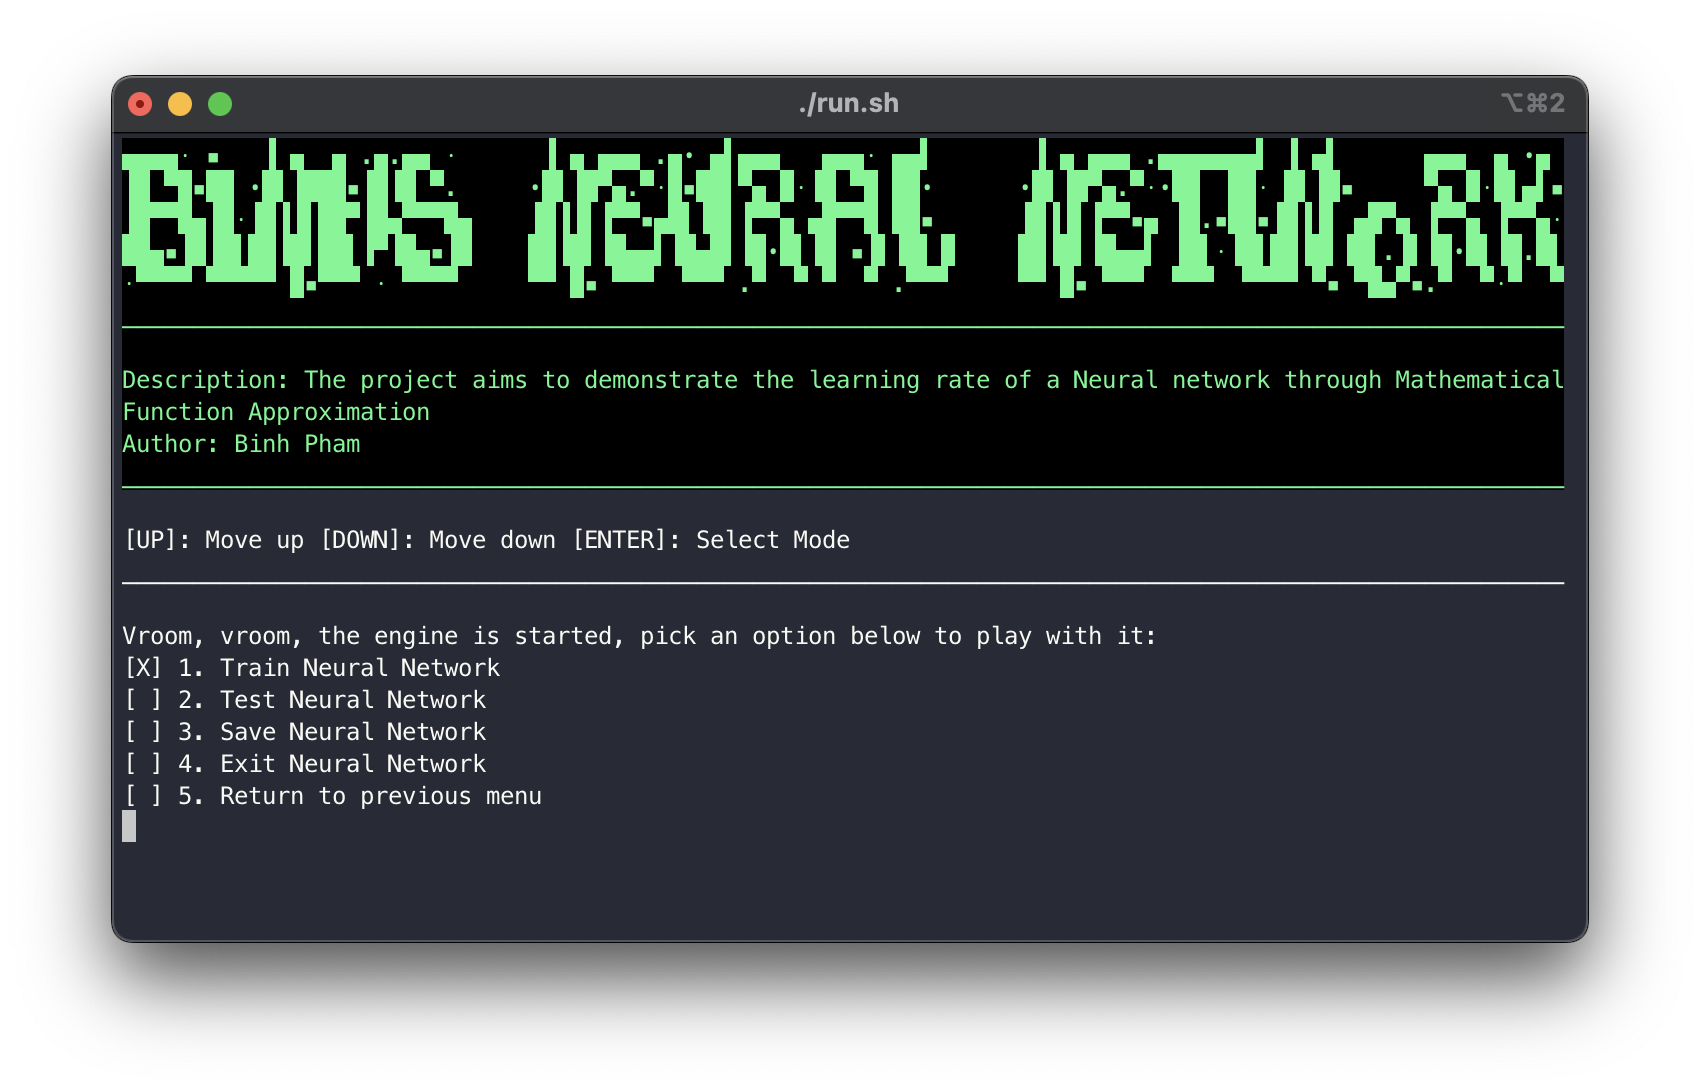 ./run.sh ⌥⌘2
BiNHS NeURAL NeTWoRK
Description: The project aims to demonstrate the learning rate of a Neural network through Mathematical
Function Approximation
Author: Binh Pham
[UP]: Move up [DOWN]: Move down [ENTER]: Select Mode
Vroom, vroom, the engine is started, pick an option below to play with it:
[X] 1. Train Neural Network
[ ] 2. Test Neural Network
[ ] 3. Save Neural Network
[ ] 4. Exit Neural Network
[ ] 5. Return to previous menu